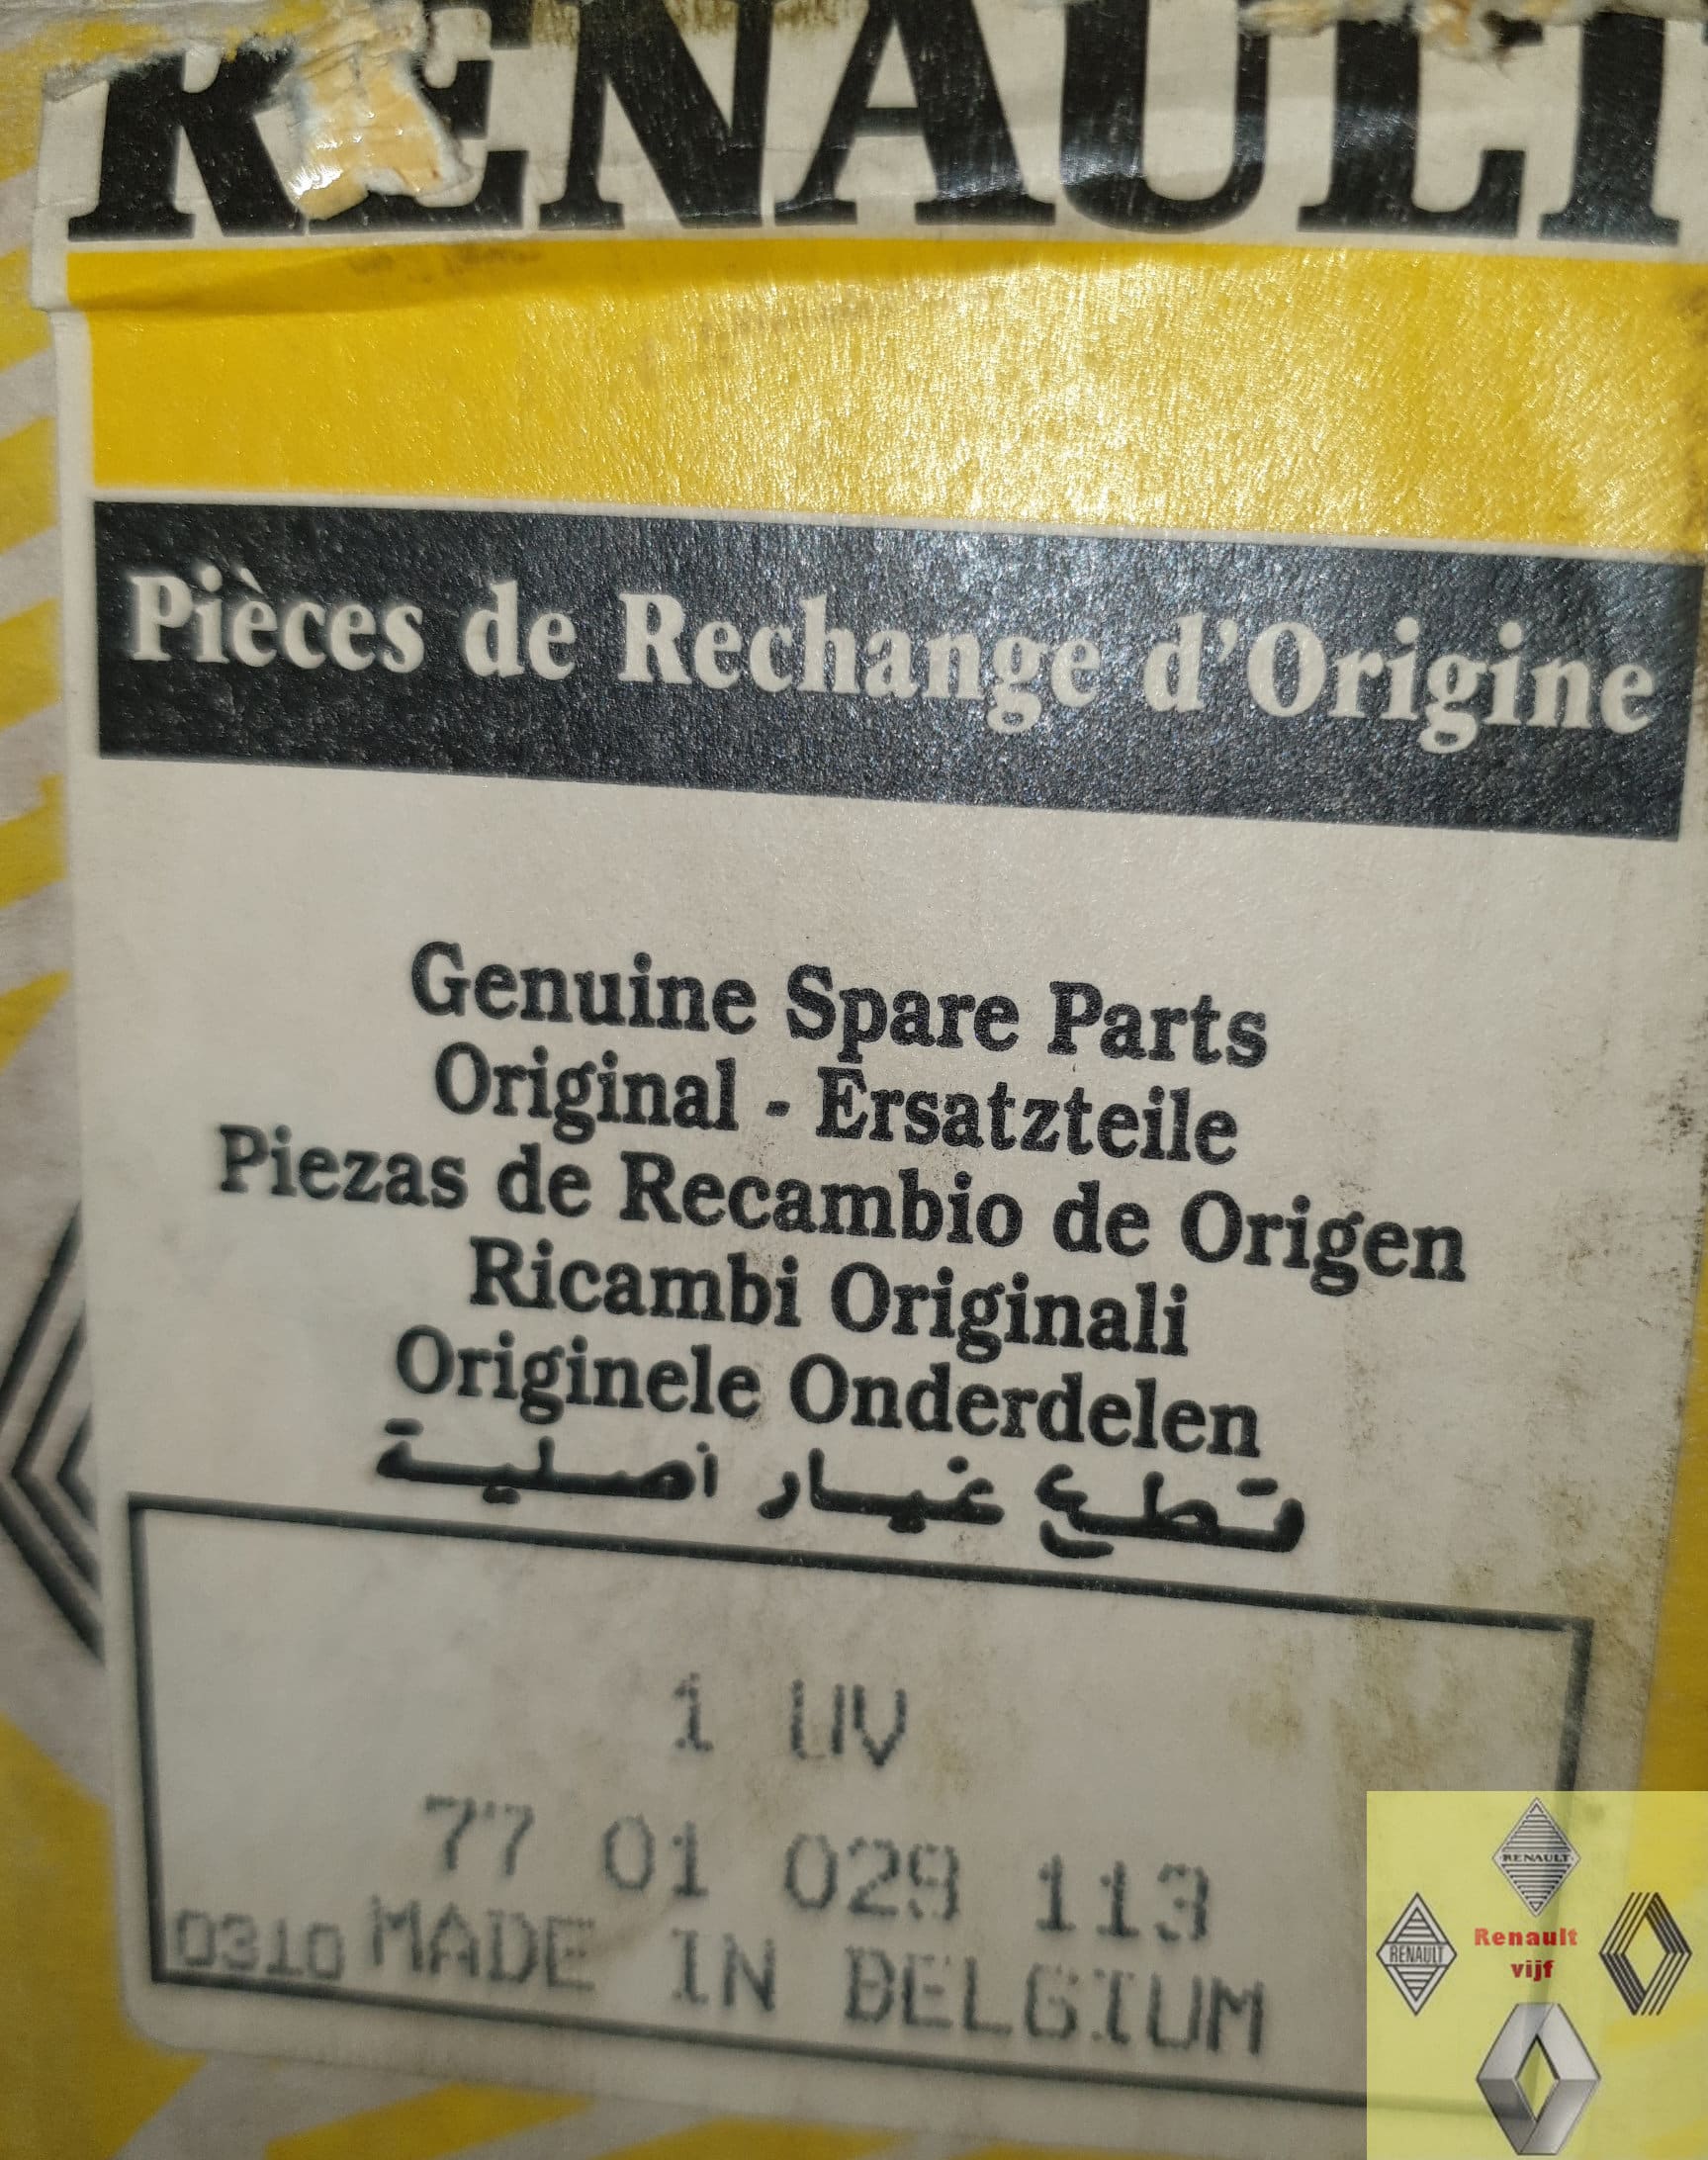 RENAULT
Pièces de Rechange d'Origine
Genuine Spare Parts
Original - Ersatzteile
Piezas de Recambio de Origen
Ricambi Originali
Originele Onderdelen
قطع غيار أصلية
1 UV
77 01 029 113
0310 MADE IN BELGIUM
RENAULT
RENAULT
Renault
vijf